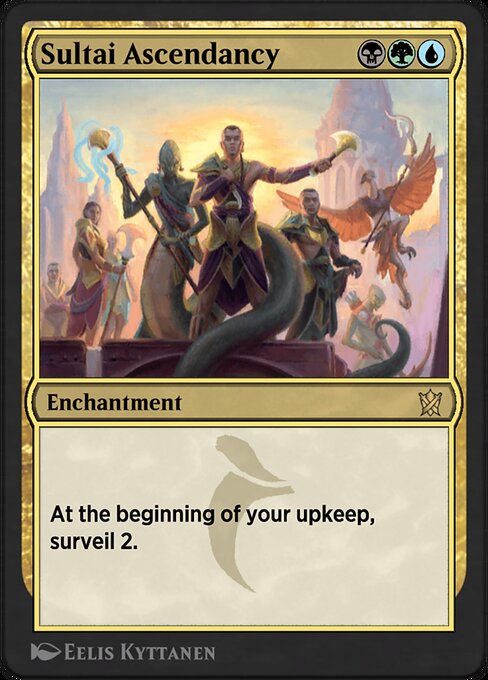 Sultai Ascendancy
Enchantment
At the beginning of your upkeep,
surveil 2.
Eelis Kyttanen